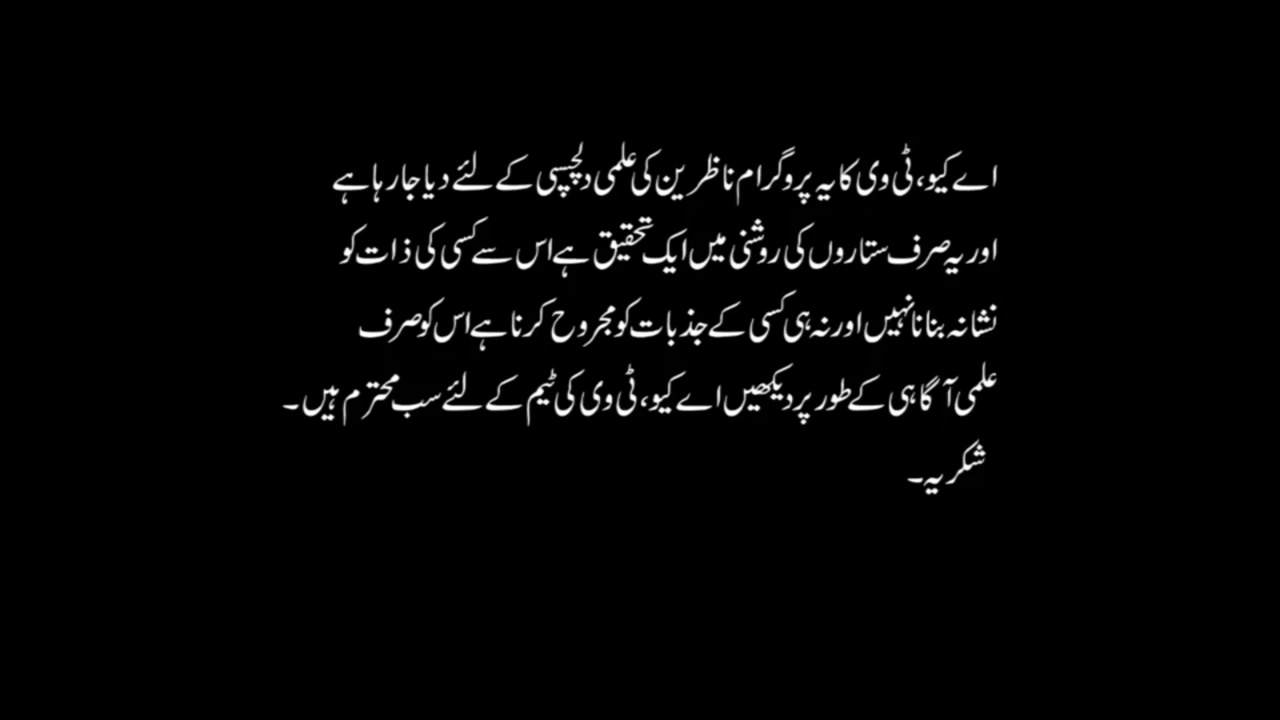 اے کیو، ٹی وی کا یہ پروگرام ناظرین کی علمی دلچسپی کے لئے دیا جا رہا ہے
اور یہ صرف ستاروں کی روشنی میں ایک تحقیق ہے اس سے کسی کی ذات کو
نشانہ بنانا نہیں اور نہ ہی کسی کے جذبات کو مجروح کرنا ہے اس کو صرف
علمی آگاہی کے طور پر دیکھیں اے کیو، ٹی وی کی ٹیم کے لئے سب محترم ہیں۔
شکریہ۔